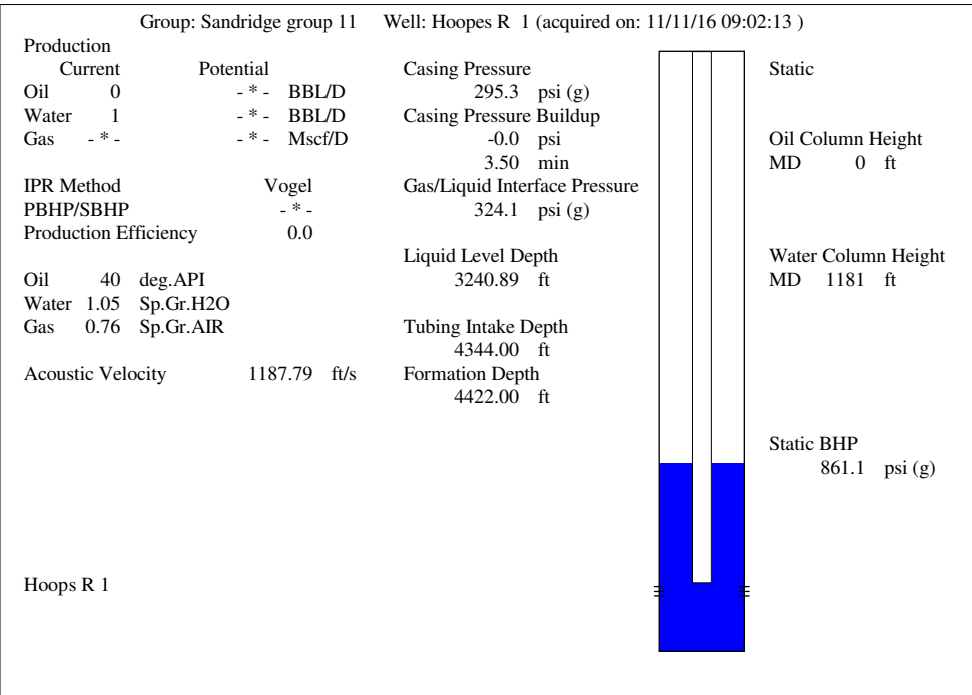 Group: Sandridge group 11 Well: Hoopes R 1 (acquired on: 11/11/16 09:02:13 )
Production
Current Potential
Oil 0 - * - BBL/D
Water 1 - * - BBL/D
Gas - * - - * - Mscf/D
IPR Method Vogel
PBHP/SBHP - * -
Production Efficiency 0.0
Oil 40 deg.API
Water 1.05 Sp.Gr.H2O
Gas 0.76 Sp.Gr.AIR
Acoustic Velocity 1187.79 ft/s
Casing Pressure
295.3 psi (g)
Casing Pressure Buildup
-0.0 psi
3.50 min
Gas/Liquid Interface Pressure
324.1 psi (g)
Liquid Level Depth
3240.89 ft
Tubing Intake Depth
4344.00 ft
Formation Depth
4422.00 ft
Static
Oil Column Height
MD 0 ft
Water Column Height
MD 1181 ft
Static BHP
861.1 psi (g)
Hoops R 1